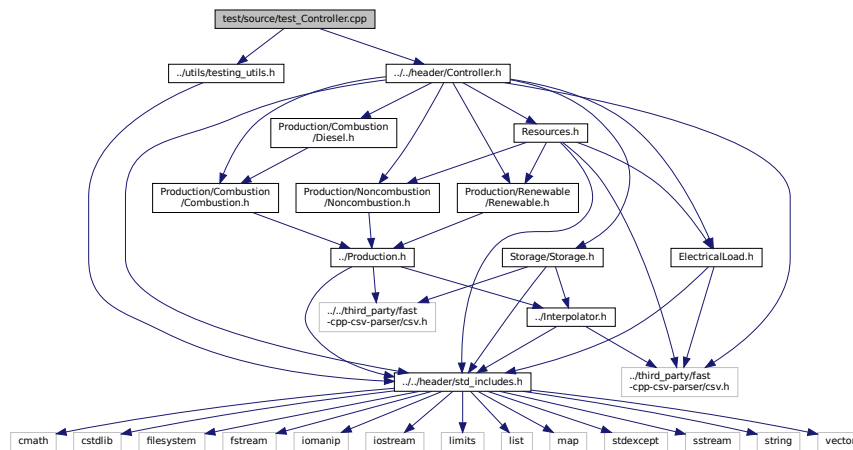 test/source/test_Controller.cpp
../utils/testing_utils.h
../../header/Controller.h
Production/Combustion
/Diesel.h
Resources.h
Production/Combustion
/Combustion.h
Production/Noncombustion
/Noncombustion.h
Production/Renewable
/Renewable.h
../Production.h
Storage/Storage.h
ElectricalLoad.h
../../third_party/fast
-cpp-csv-parser/csv.h
../Interpolator.h
../third_party/fast
-cpp-csv-parser/csv.h
../../header/std_includes.h
cmath
cstdlib
filesystem
fstream
iomanip
iostream
limits
list
map
stdexcept
sstream
string
vector